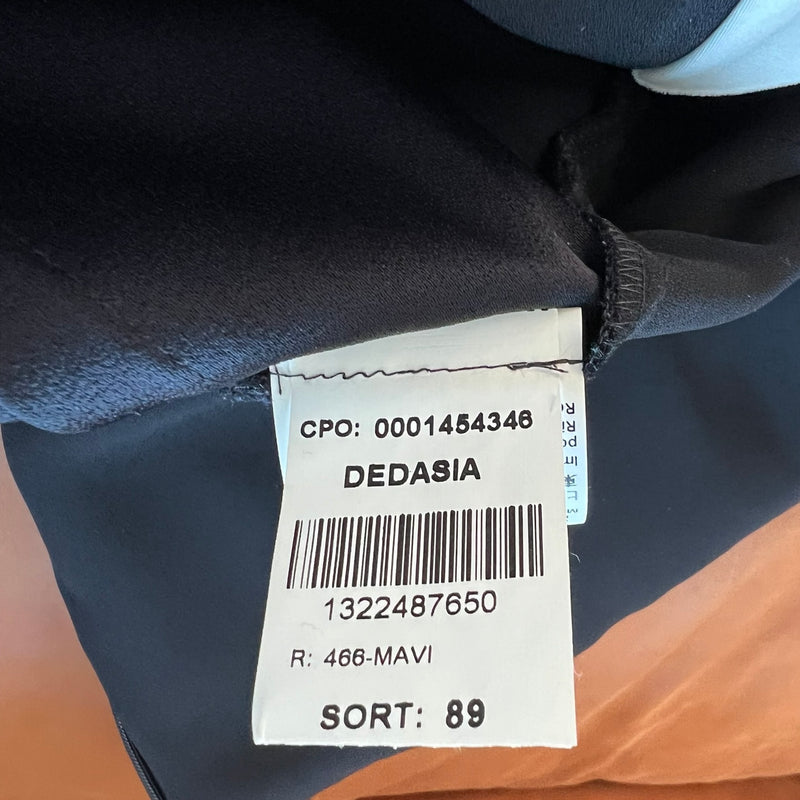 CPO: 0001454346
DEDASIA
1322487650
R: 466-MAVI
SORT: 89